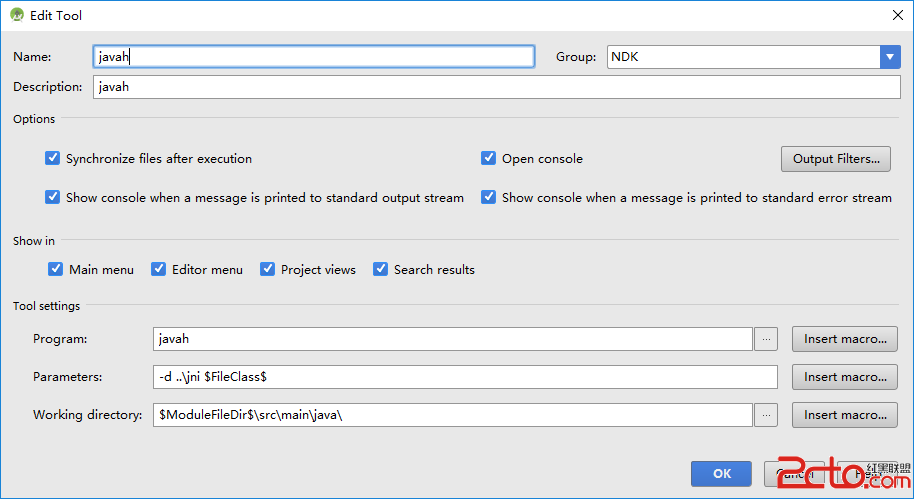 Edit Tool
Name: javah Group: NDK
Description: javah
Options
Synchronize files after execution Open console Output Filters...
Show console when a message is printed to standard output stream Show console when a message is printed to standard error stream
Show in
Main menu Editor menu Project views Search results
Tool settings
Program: javah ... Insert macro...
Parameters: -d ..\jni $FileClass$ Insert macro...
Working directory: $ModuleFileDir$\src\main\java\ ... Insert macro...
OK Cancel Help
2cto.com 红黑联盟